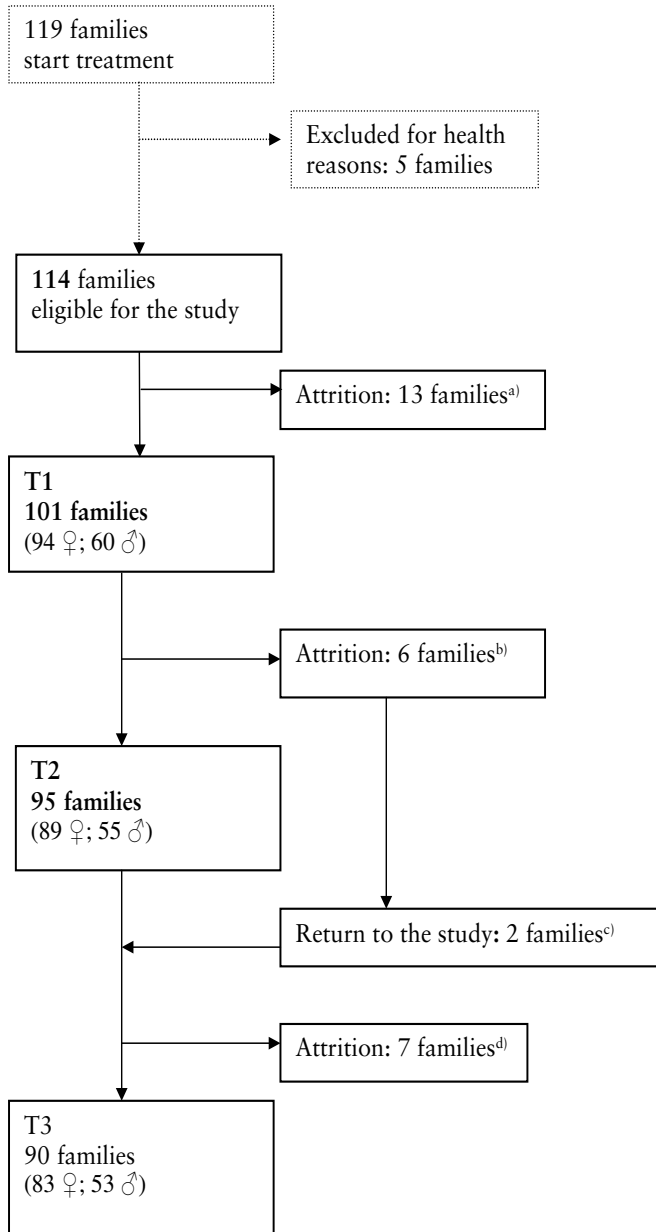 119 families
start treatment
Excluded for health
reasons: 5 families
114 families
eligible for the study
Attrition: 13 families a)
T1
101 families
(94 ♀; 60 ♂)
Attrition: 6 families b)
T2
95 families
(89 ♀; 55 ♂)
Return to the study: 2 families c)
Attrition: 7 families d)
T3
90 families
(83 ♀; 53 ♂)